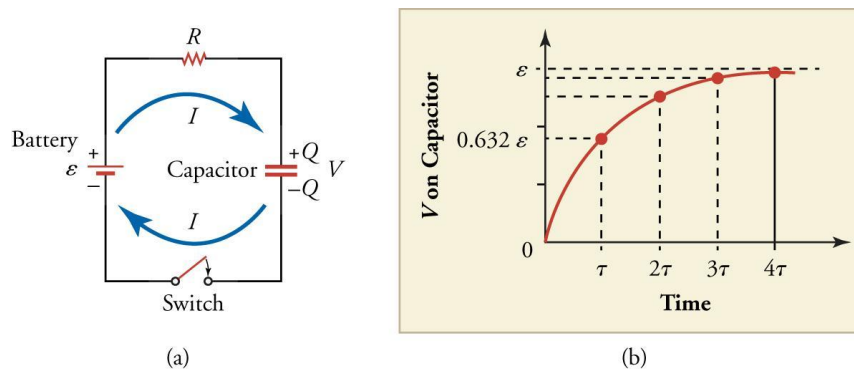 R
I
Battery
+
ε
−
Capacitor
+Q
−Q
V
I
Switch
(a)
V on Capacitor
ε
0.632 ε
0
τ
2τ
3τ
4τ
Time
(b)